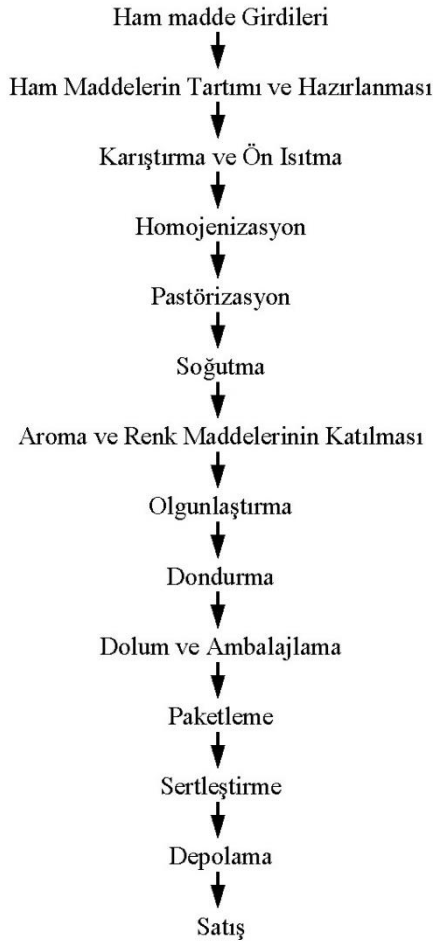 Ham madde Girdileri
Ham Maddelerin Tartımı ve Hazırlanması
Karıştırma ve Ön Isıtma
Homojenizasyon
Pastörizasyon
Soğutma
Aroma ve Renk Maddelerinin Katılması
Olgunlaştırma
Dondurma
Dolum ve Ambalajlama
Paketleme
Sertleştirme
Depolama
Satış